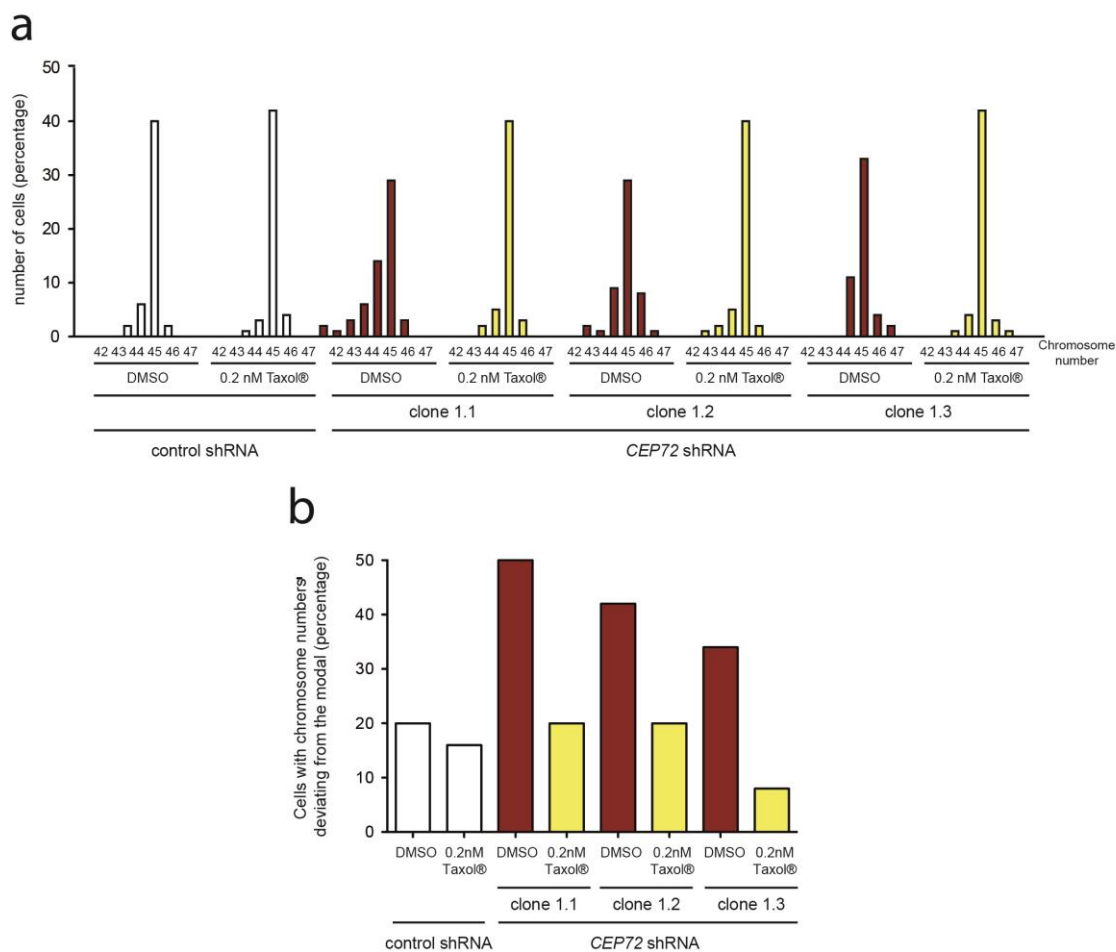 a
50
40
30
20
10
0
number of cells (percentage)
42 43 44 45 46 47 42 43 44 45 46 47 42 43 44 45 46 47 42 43 44 45 46 47 42 43 44 45 46 47 42 43 44 45 46 47 42 43 44 45 46 47 42 43 44 45 46 47
Chromosome
number
DMSO 0.2 nM Taxol® DMSO 0.2 nM Taxol® DMSO 0.2 nM Taxol® DMSO 0.2 nM Taxol®
clone 1.1 clone 1.2 clone 1.3
control shRNA CEP72 shRNA
b
50
40
30
20
10
0
Cells with chromosome numbers
deviating from the modal (percentage)
DMSO 0.2nM DMSO 0.2nM DMSO 0.2nM DMSO 0.2nM
Taxol® Taxol® Taxol® Taxol®
clone 1.1 clone 1.2 clone 1.3
control shRNA CEP72 shRNA